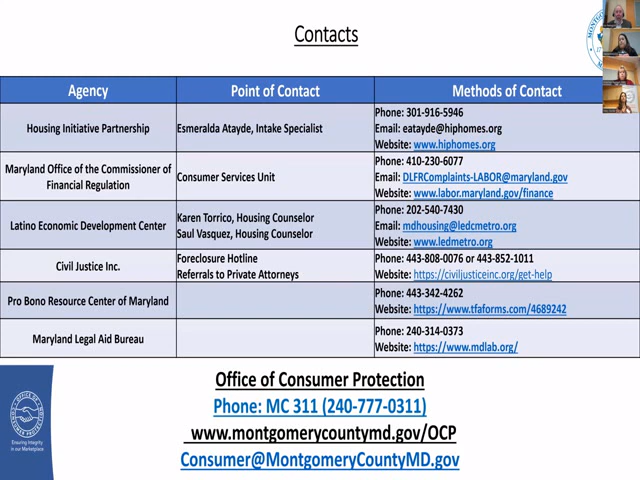 Contacts
Agency Point of Contact Methods of Contact
Housing Initiative Partnership
Esmeralda Atayde, Intake Specialist
Phone: 301-916-5946
Email: eatayde@hiphomes.org
Website: www.hiphomes.org
Maryland Office of the Commissioner of
Financial Regulation
Consumer Services Unit
Phone: 410-230-6077
Email: DLFRComplaints-LABOR@maryland.gov
Website: www.labor.maryland.gov/finance
Latino Economic Development Center
Karen Torrico, Housing Counselor
Saul Vasquez, Housing Counselor
Phone: 202-540-7430
Email: mdhousing@ledcmetro.org
Website: www.ledmetro.org
Civil Justice Inc.
Foreclosure Hotline
Referrals to Private Attorneys
Phone: 443-808-0076 or 443-852-1011
Website: https://civiljusticeinc.org/get-help
Pro Bono Resource Center of Maryland
Phone: 443-342-4262
Website: https://www.tfaforms.com/4689242
Maryland Legal Aid Bureau
Phone: 240-314-0373
Website: https://www.mdlab.org/
Office of Consumer Protection
Phone: MC 311 (240-777-0311)
www.montgomerycountymd.gov/OCP
Consumer@MontgomeryCountyMD.gov
Ensuring Integrity
in our Marketplace